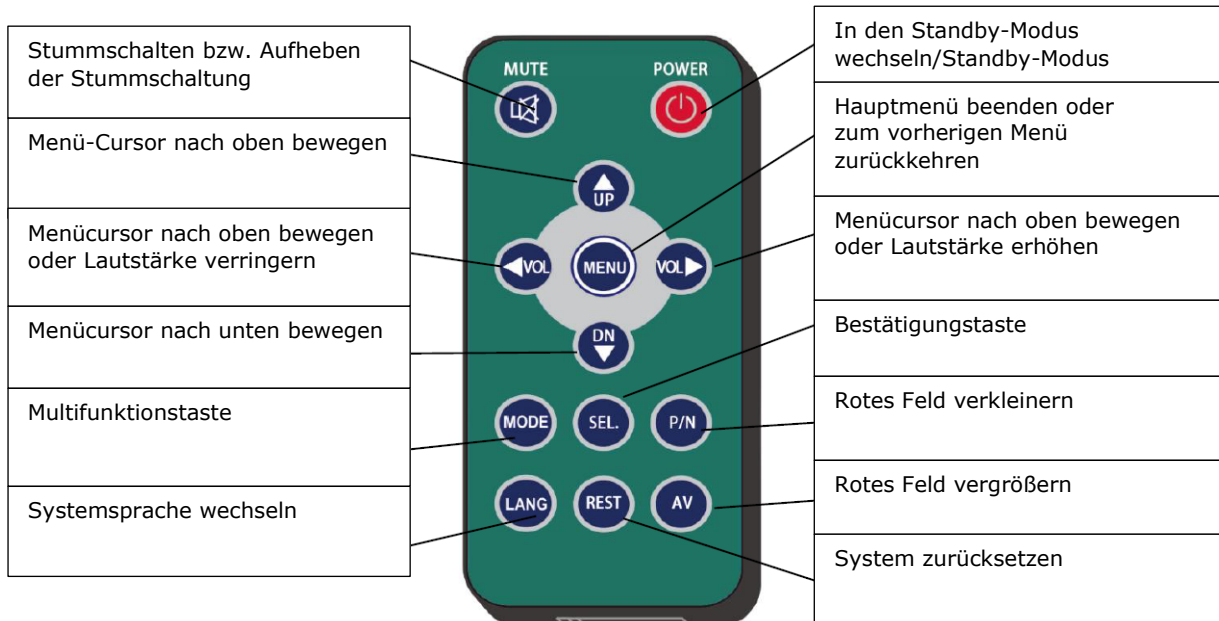 Stummschalten bzw. Aufheben
der Stummschaltung
Menü-Cursor nach oben bewegen
Menücursor nach oben bewegen
oder Lautstärke verringern
Menücursor nach unten bewegen
Multifunktionstaste
Systemsprache wechseln
MUTE
POWER
UP
VOL
MENU
VOL
DN
MODE
SEL.
P/N
LANG
REST
AV
In den Standby-Modus
wechseln/Standby-Modus
Hauptmenü beenden oder
zum vorherigen Menü
zurückkehren
Menücursor nach oben bewegen
oder Lautstärke erhöhen
Bestätigungstaste
Rotes Feld verkleinern
Rotes Feld vergrößern
System zurücksetzen